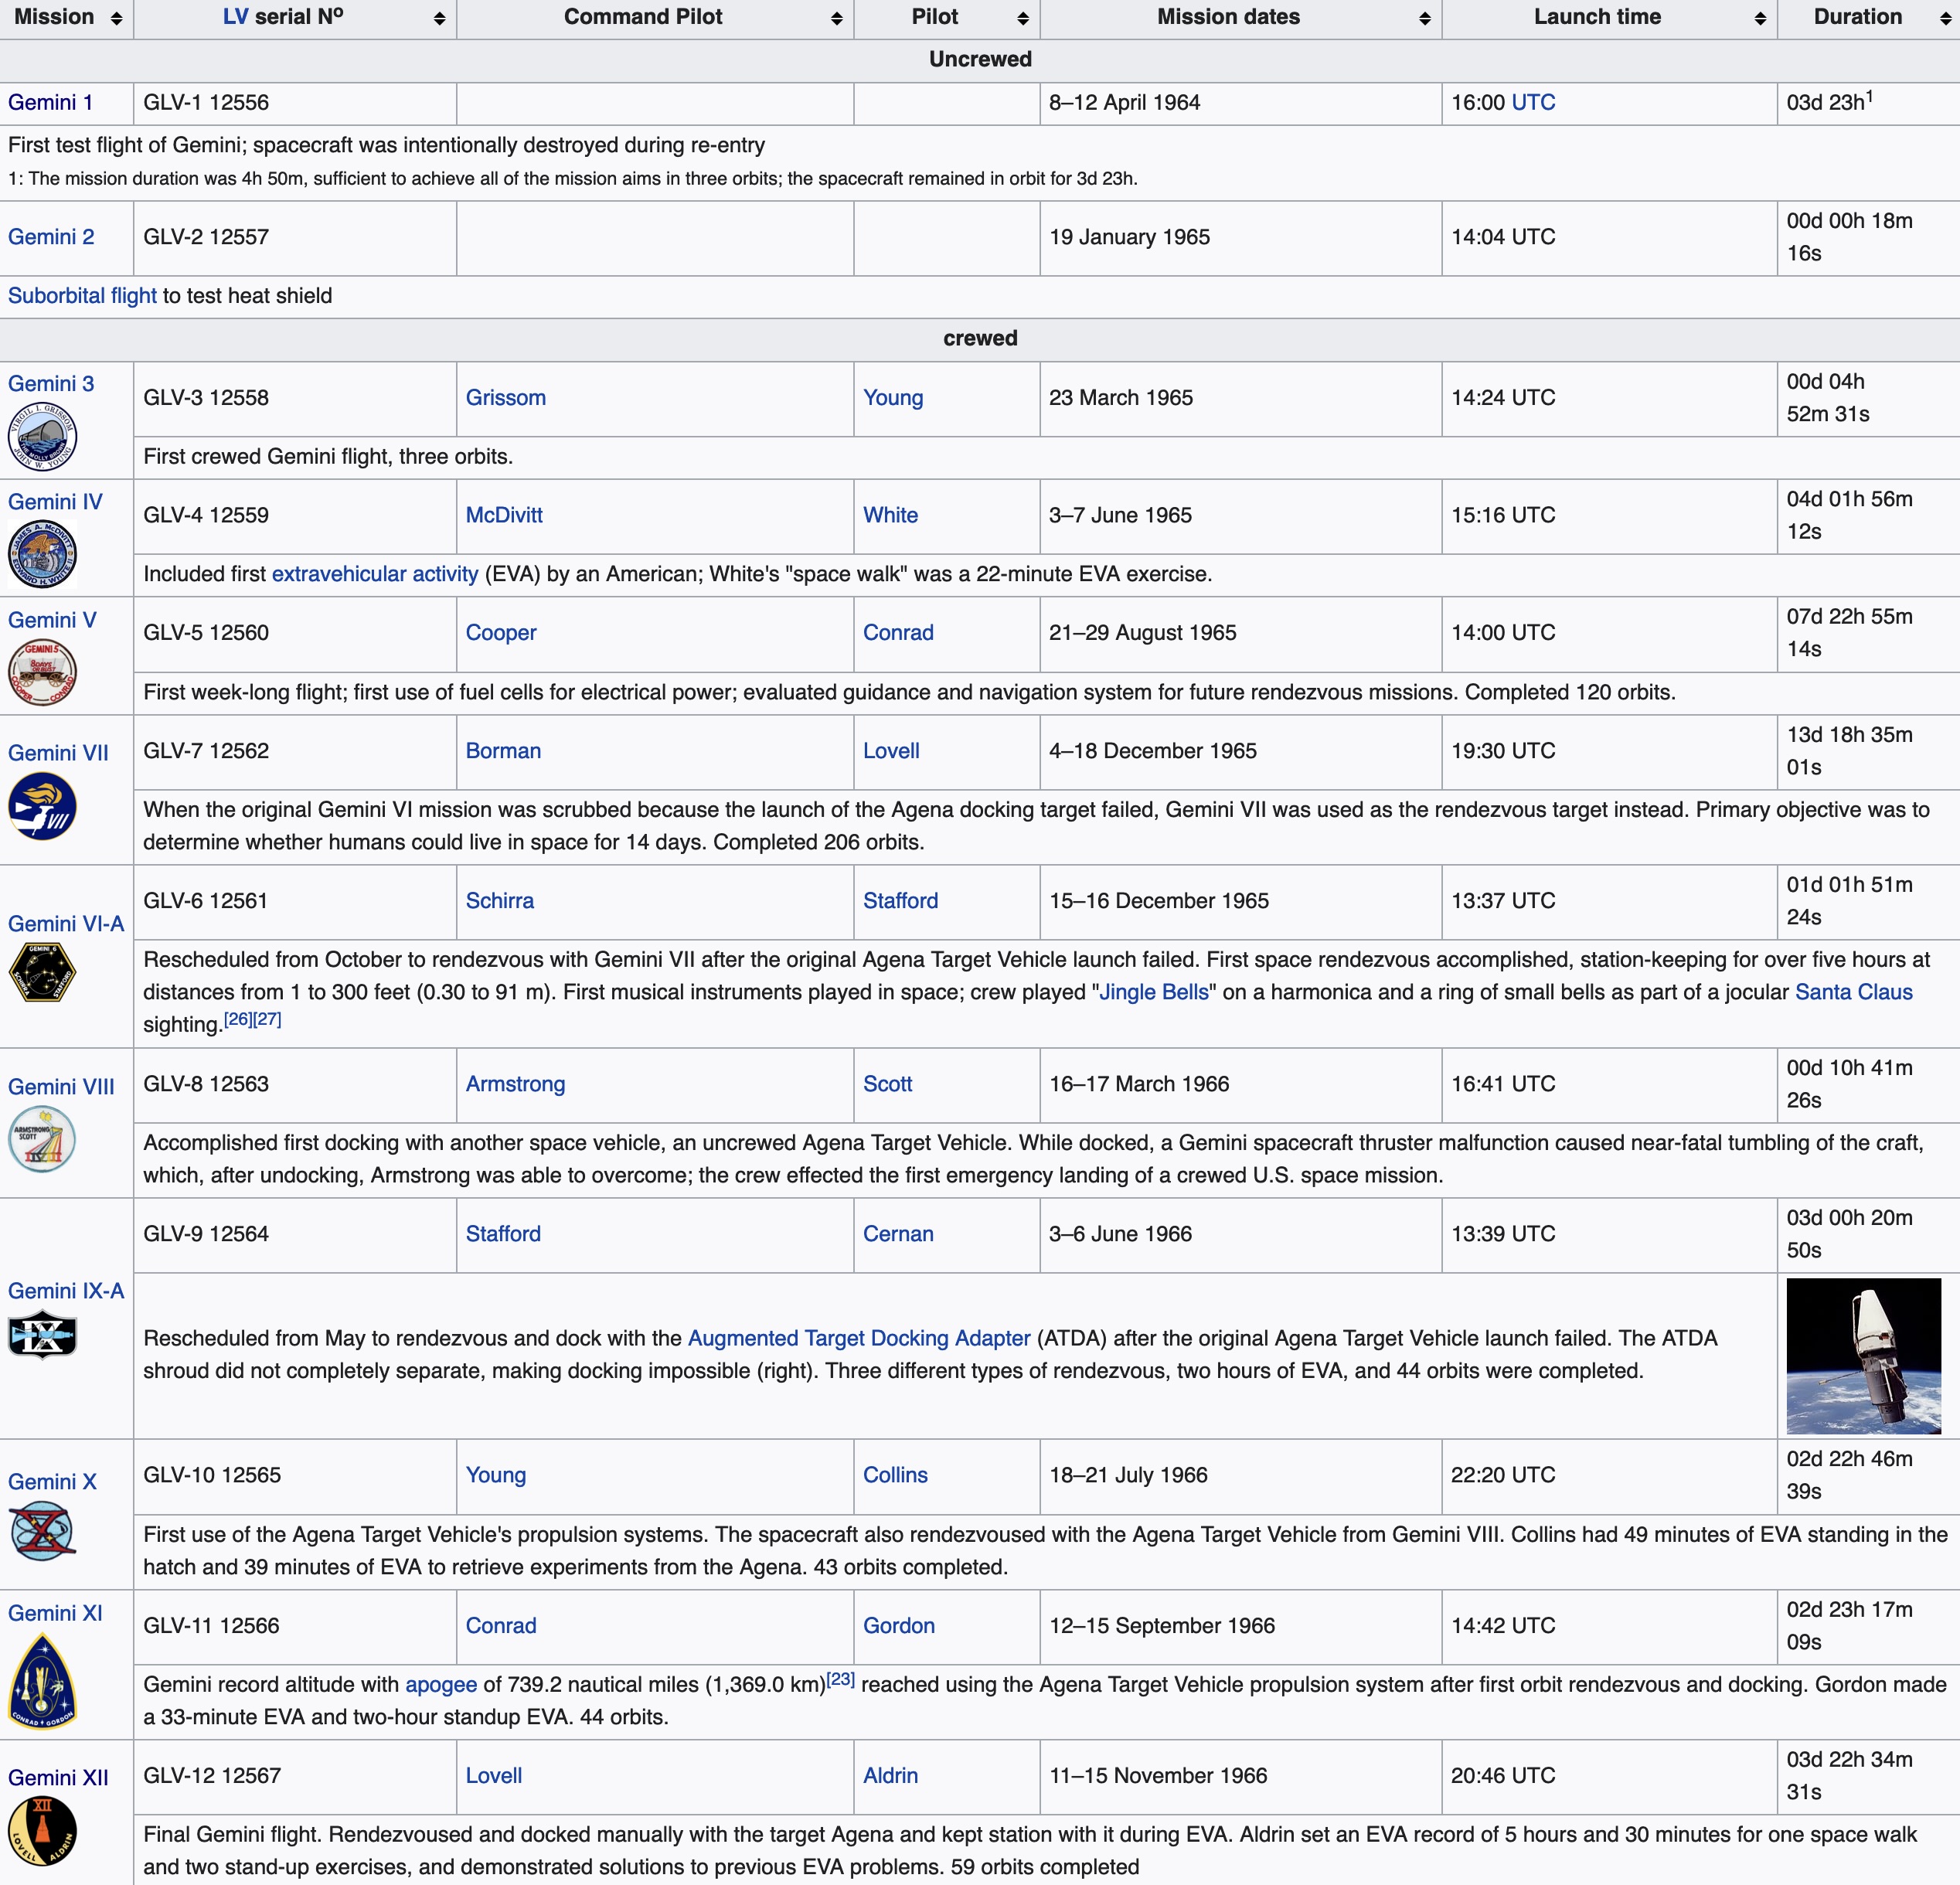 Mission LV serial Nº Command Pilot Pilot Mission dates Launch time Duration
Uncrewed
Gemini 1 GLV-1 12556 8–12 April 1964 16:00 UTC 03d 23h1
First test flight of Gemini; spacecraft was intentionally destroyed during re-entry
1: The mission duration was 4h 50m, sufficient to achieve all of the mission aims in three orbits; the spacecraft remained in orbit for 3d 23h.
Gemini 2 GLV-2 12557 19 January 1965 14:04 UTC 00d 00h 18m
16s
Suborbital flight to test heat shield
crewed
Gemini 3 GLV-3 12558 Grissom Young 23 March 1965 14:24 UTC 00d 04h
52m 31s
VIRGIL I. GRISSOM
JOHN W. YOUNG
First crewed Gemini flight, three orbits.
Gemini IV GLV-4 12559 McDivitt White 3–7 June 1965 15:16 UTC 04d 01h 56m
12s
JAMES A. McDIVITT
EDWARD H. WHITE II
Included first extravehicular activity (EVA) by an American; White's "space walk" was a 22-minute EVA exercise.
Gemini V GLV-5 12560 Cooper Conrad 21–29 August 1965 14:00 UTC 07d 22h 55m
14s
GEMINI 5
8 DAYS
OR BUST
COOPER CONRAD
First week-long flight; first use of fuel cells for electrical power; evaluated guidance and navigation system for future rendezvous missions. Completed 120 orbits.
Gemini VII GLV-7 12562 Borman Lovell 4–18 December 1965 19:30 UTC 13d 18h 35m
01s
VII
When the original Gemini VI mission was scrubbed because the launch of the Agena docking target failed, Gemini VII was used as the rendezvous target instead. Primary objective was to
determine whether humans could live in space for 14 days. Completed 206 orbits.
Gemini VI-A GLV-6 12561 Schirra Stafford 15–16 December 1965 13:37 UTC 01d 01h 51m
24s
GEMINI 6
SCHIRRA STAFFORD
Rescheduled from October to rendezvous with Gemini VII after the original Agena Target Vehicle launch failed. First space rendezvous accomplished, station-keeping for over five hours at
distances from 1 to 300 feet (0.30 to 91 m). First musical instruments played in space; crew played "Jingle Bells" on a harmonica and a ring of small bells as part of a jocular Santa Claus
sighting.[26][27]
Gemini VIII GLV-8 12563 Armstrong Scott 16–17 March 1966 16:41 UTC 00d 10h 41m
26s
ARMSTRONG
SCOTT
Accomplished first docking with another space vehicle, an uncrewed Agena Target Vehicle. While docked, a Gemini spacecraft thruster malfunction caused near-fatal tumbling of the craft,
which, after undocking, Armstrong was able to overcome; the crew effected the first emergency landing of a crewed U.S. space mission.
Gemini IX-A GLV-9 12564 Stafford Cernan 3–6 June 1966 13:39 UTC 03d 00h 20m
50s
IX
Rescheduled from May to rendezvous and dock with the Augmented Target Docking Adapter (ATDA) after the original Agena Target Vehicle launch failed. The ATDA
shroud did not completely separate, making docking impossible (right). Three different types of rendezvous, two hours of EVA, and 44 orbits were completed.
Gemini X GLV-10 12565 Young Collins 18–21 July 1966 22:20 UTC 02d 22h 46m
39s
X
First use of the Agena Target Vehicle's propulsion systems. The spacecraft also rendezvoused with the Agena Target Vehicle from Gemini VIII. Collins had 49 minutes of EVA standing in the
hatch and 39 minutes of EVA to retrieve experiments from the Agena. 43 orbits completed.
Gemini XI GLV-11 12566 Conrad Gordon 12–15 September 1966 14:42 UTC 02d 23h 17m
09s
CONRAD GORDON
Gemini record altitude with apogee of 739.2 nautical miles (1,369.0 km)[23] reached using the Agena Target Vehicle propulsion system after first orbit rendezvous and docking. Gordon made
a 33-minute EVA and two-hour standup EVA. 44 orbits.
Gemini XII GLV-12 12567 Lovell Aldrin 11–15 November 1966 20:46 UTC 03d 22h 34m
31s
XII
LOVELL ALDRIN
Final Gemini flight. Rendezvoused and docked manually with the target Agena and kept station with it during EVA. Aldrin set an EVA record of 5 hours and 30 minutes for one space walk
and two stand-up exercises, and demonstrated solutions to previous EVA problems. 59 orbits completed